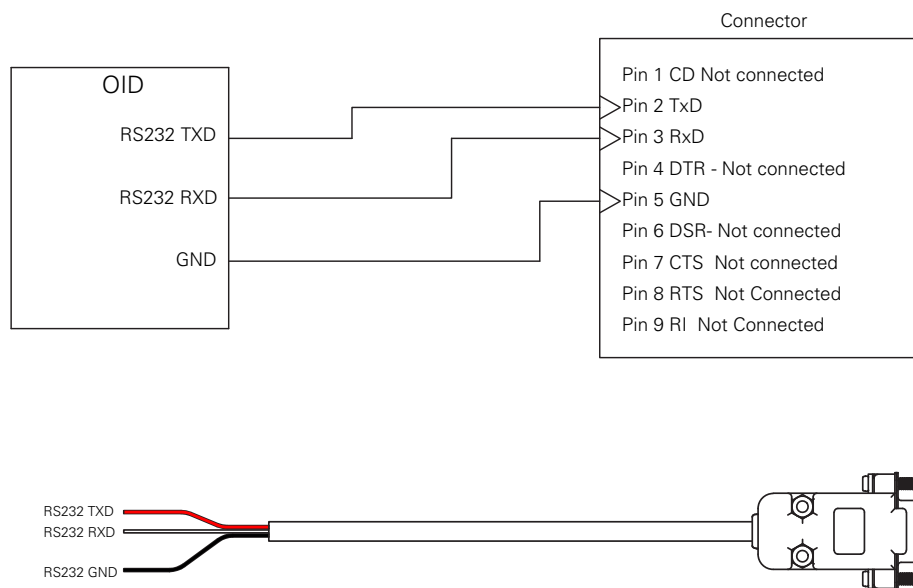 Connector
OID
RS232 TXD
RS232 RXD
GND
Pin 1 CD Not connected
Pin 2 TxD
Pin 3 RxD
Pin 4 DTR - Not connected
Pin 5 GND
Pin 6 DSR- Not connected
Pin 7 CTS Not connected
Pin 8 RTS Not Connected
Pin 9 RI Not Connected
RS232 TXD
RS232 RXD
RS232 GND